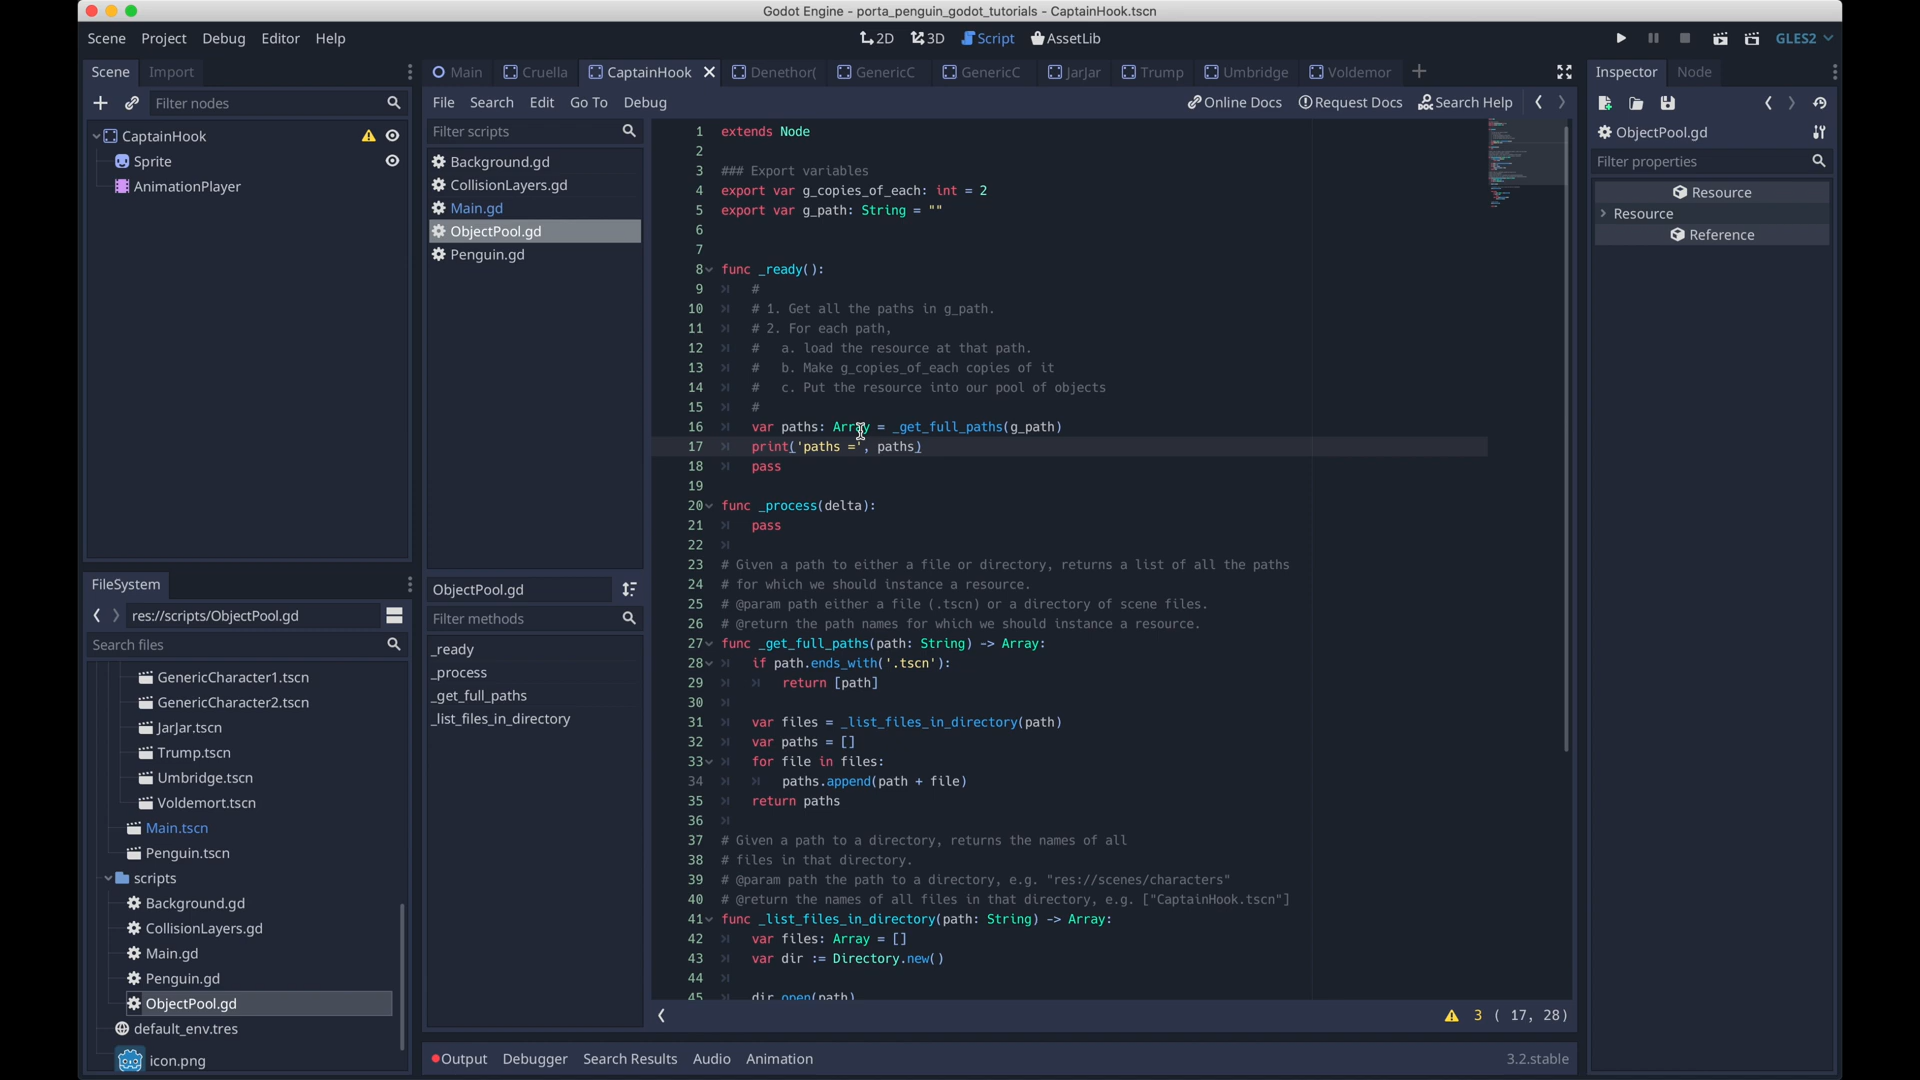 Godot Engine - porta_penguin_godot_tutorials - CaptainHook.tscn
Scene Project Debug Editor Help
2D 3D Script AssetLib
GLES2
Scene Import
Filter nodes
CaptainHook
Sprite
AnimationPlayer
FileSystem
res://scripts/ObjectPool.gd
Search files
GenericCharacter1.tscn
GenericCharacter2.tscn
JarJar.tscn
Trump.tscn
Umbridge.tscn
Voldemort.tscn
Main.tscn
Penguin.tscn
scripts
Background.gd
CollisionLayers.gd
Main.gd
Penguin.gd
ObjectPool.gd
default_env.tres
icon.png
Main Cruella CaptainHook Denethor( GenericC GenericC JarJar Trump Umbridge Voldemor
File Search Edit Go To Debug
Online Docs Request Docs Search Help
Filter scripts
Background.gd
CollisionLayers.gd
Main.gd
ObjectPool.gd
Penguin.gd
ObjectPool.gd
Filter methods
_ready
_process
_get_full_paths
_list_files_in_directory
1 extends Node
2
3 ### Export variables
4 export var g_copies_of_each: int = 2
5 export var g_path: String = ""
6
7
8 func _ready():
9 #
10 # 1. Get all the paths in g_path.
11 # 2. For each path,
12 #   a. load the resource at that path.
13 #   b. Make g_copies_of_each copies of it
14 #   c. Put the resource into our pool of objects
15 #
16 var paths: Array = _get_full_paths(g_path)
17 print('paths =', paths)
18 pass
19
20 func _process(delta):
21 pass
22
23 # Given a path to either a file or directory, returns a list of all the paths
24 # for which we should instance a resource.
25 # @param path either a file (.tscn) or a directory of scene files.
26 # @return the path names for which we should instance a resource.
27 func _get_full_paths(path: String) -> Array:
28 if path.ends_with('.tscn'):
29 return [path]
30
31 var files = _list_files_in_directory(path)
32 var paths = []
33 for file in files:
34 paths.append(path + file)
35 return paths
36
37 # Given a path to a directory, returns the names of all
38 # files in that directory.
39 # @param path the path to a directory, e.g. "res://scenes/characters"
40 # @return the names of all files in that directory, e.g. ["CaptainHook.tscn"]
41 func _list_files_in_directory(path: String) -> Array:
42 var files: Array = []
43 var dir := Directory.new()
44
45 dir.open(path)
3 ( 17, 28)
Output Debugger Search Results Audio Animation
3.2.stable
Inspector Node
ObjectPool.gd
Filter properties
Resource
Resource
Reference